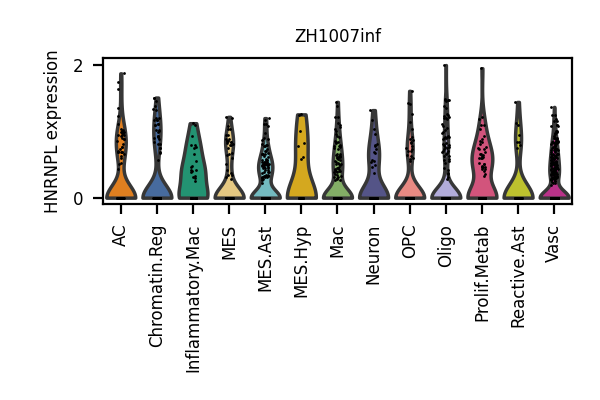 ZH1007inf
HNRNPL expression
2
0
AC
Chromatin.Reg
Inflammatory.Mac
MES
MES.Ast
MES.Hyp
Mac
Neuron
OPC
Oligo
Prolif.Metab
Reactive.Ast
Vasc